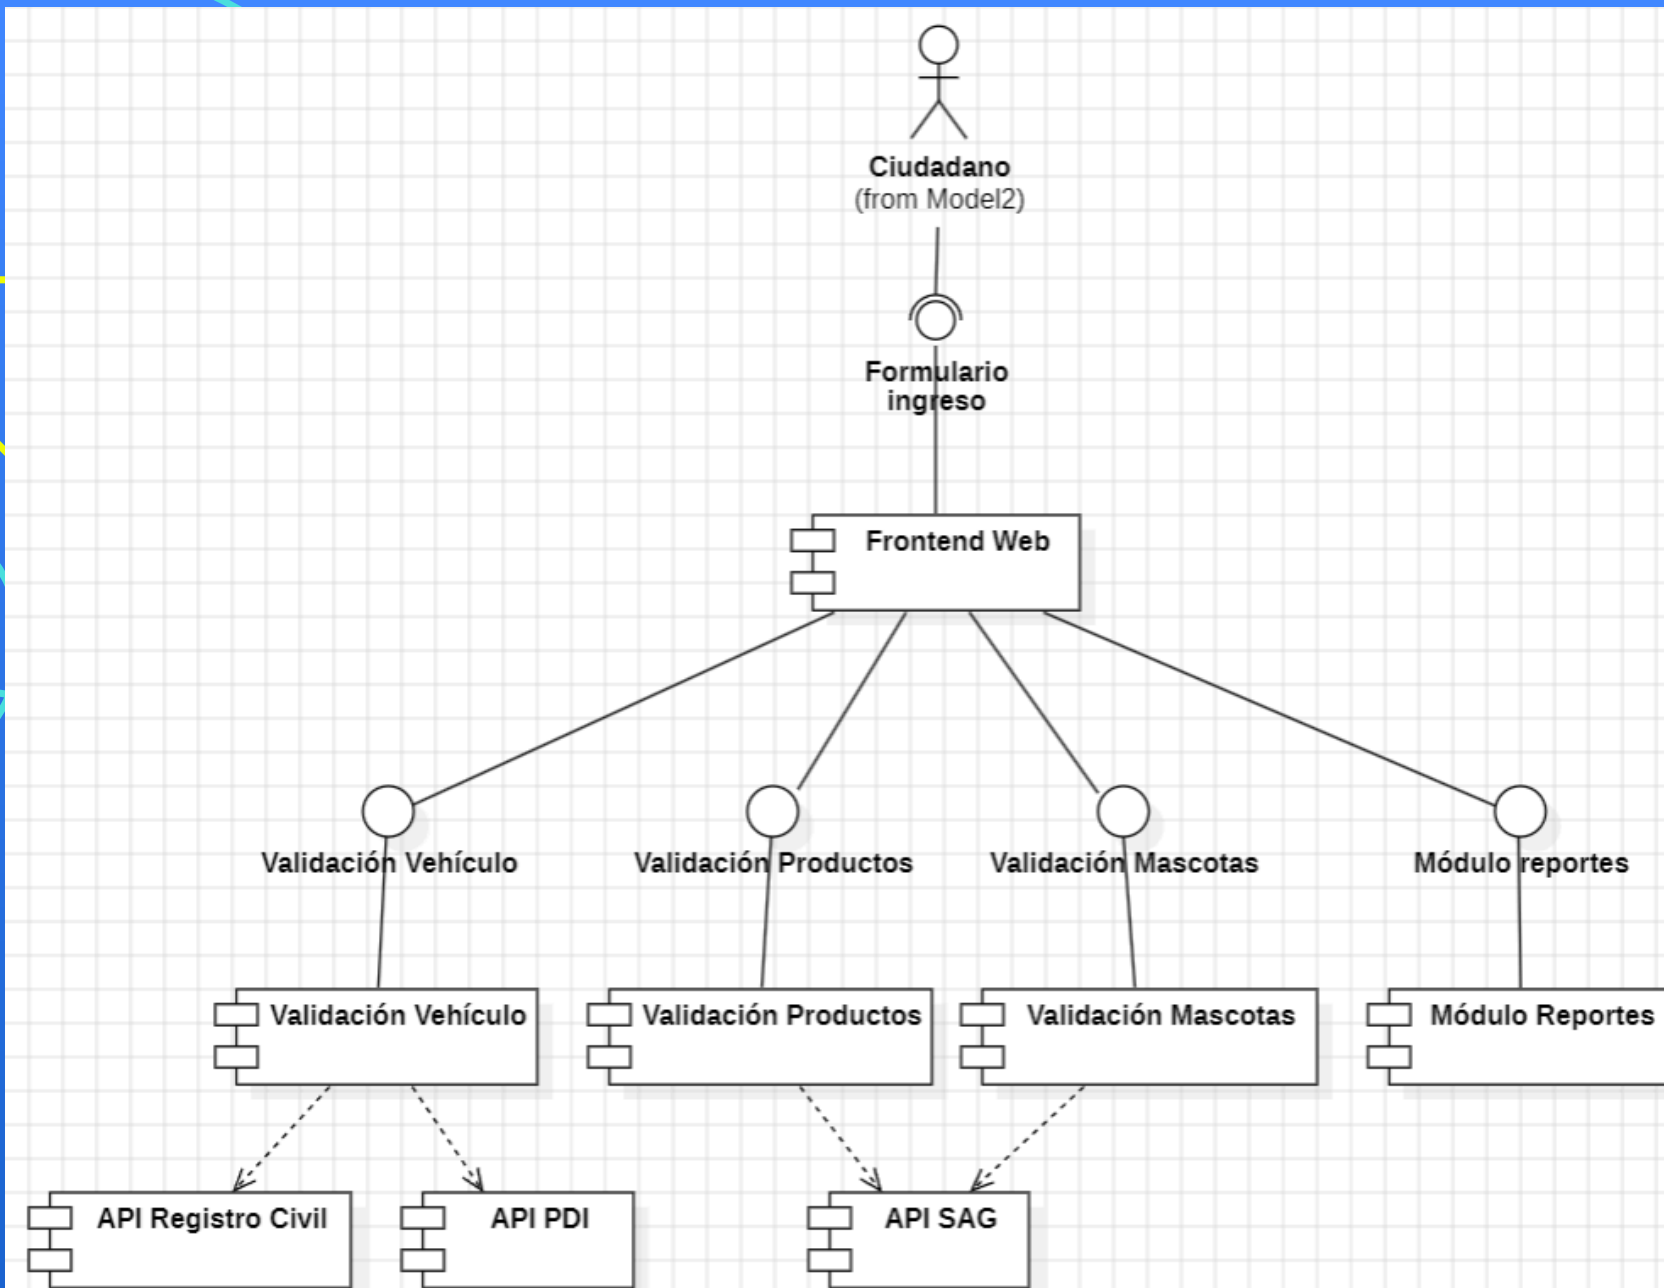 Ciudadano
(from Model2)
Formulario
ingreso
Frontend Web
Validación Vehículo
Validación Productos
Validación Mascotas
Módulo reportes
Validación Vehículo
Validación Productos
Validación Mascotas
Módulo Reportes
API Registro Civil
API PDI
API SAG